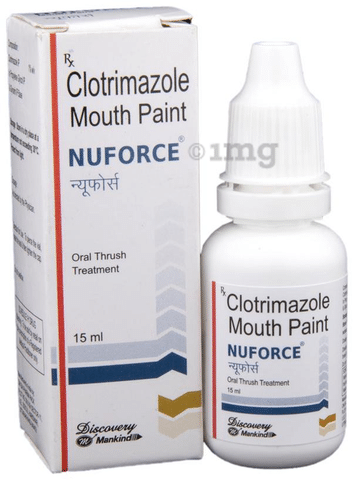 Rx
Clotrimazole
Mouth Paint
NUFORCE®
न्यूफोर्स
Oral Thrush
Treatment
15 ml
Discovery
Mankind
©1mg
Rx
Clotrimazole
Mouth Paint
NUFORCE®
न्यूफोर्स
Oral Thrush Treatment
15 ml
Discovery
Mankind